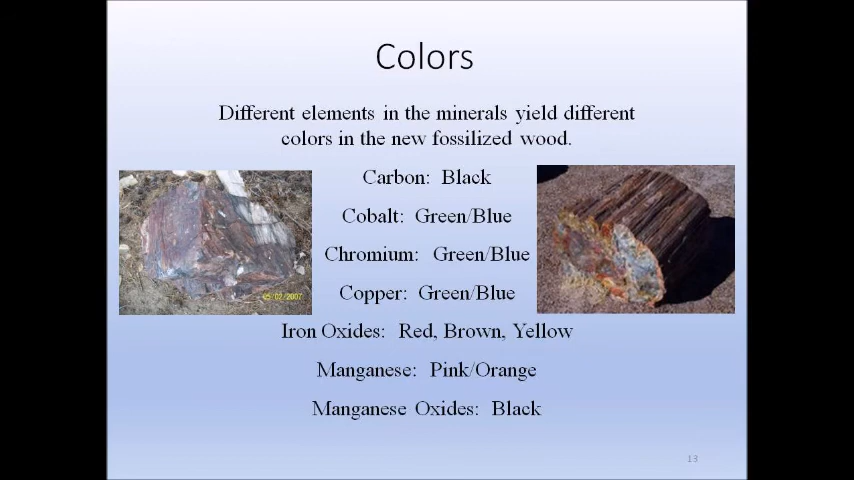 Colors
Different elements in the minerals yield different
colors in the new fossilized wood.
Carbon: Black
Cobalt: Green/Blue
Chromium: Green/Blue
Copper: Green/Blue
05/02/2007
Iron Oxides: Red, Brown, Yellow
Manganese: Pink/Orange
Manganese Oxides: Black
13